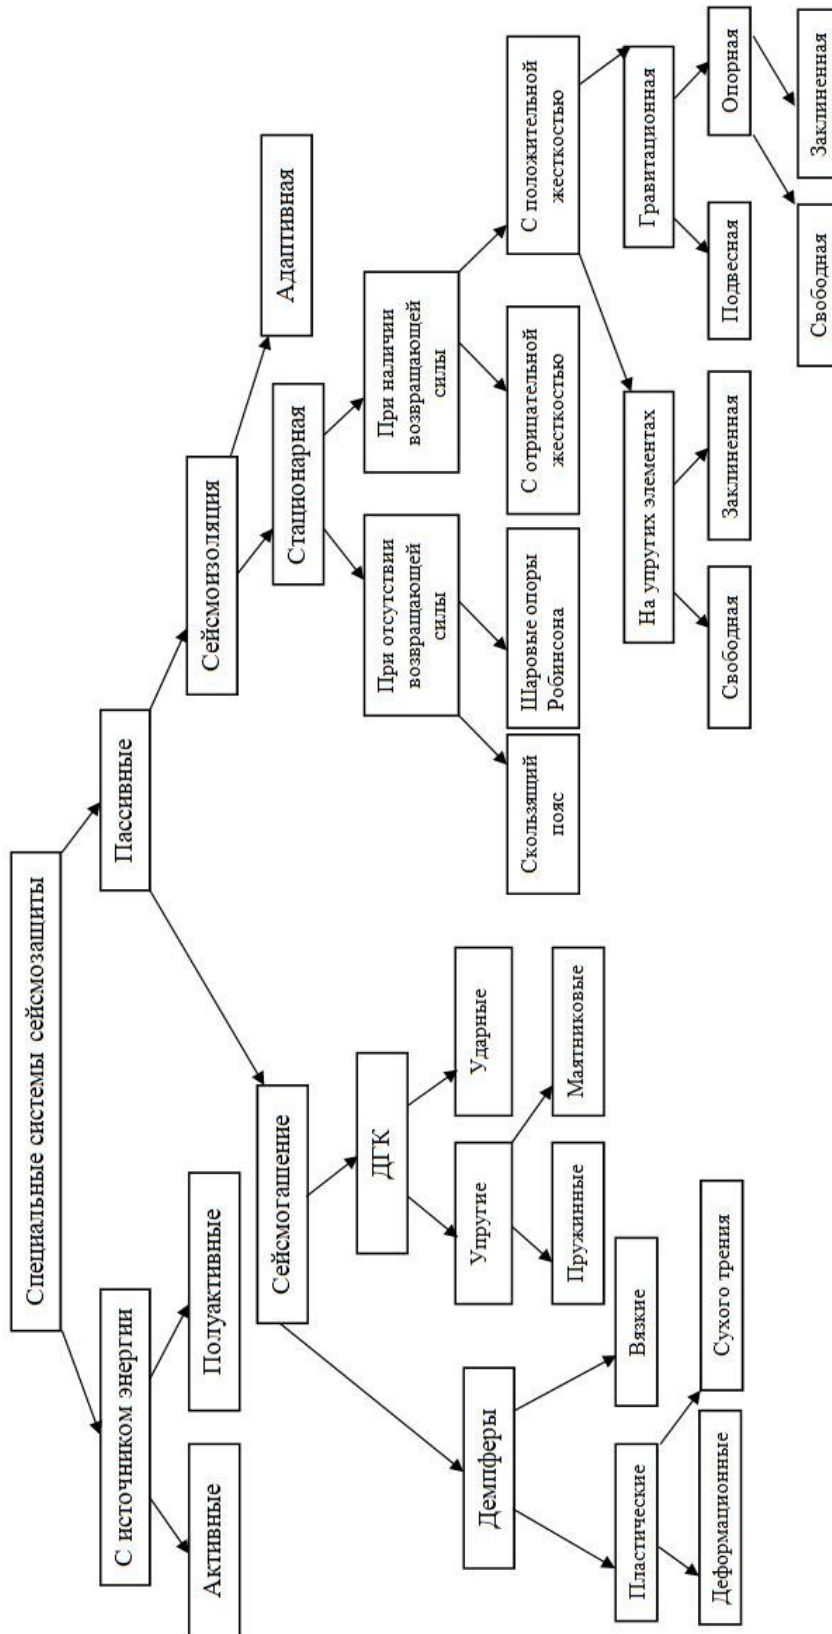 Специальные системы сейсмозащиты
С источником энергии
Пассивные
Активные
Полуактивные
Сейсмоизоляция
Сейсмогашение
Стационарная
Адаптивная
ДГК
При отсутствии
возвращающей
силы
При наличии
возвращающей
силы
Демпферы
Упругие
Ударные
Скользящий
пояс
Шаровые опоры
Робинсона
С отрицательной
жесткостью
С положительной
жесткостью
Пружинные
Маятниковые
Пластические
Вязкие
На упругих элементах
Гравитационная
Деформационные
Сухого трения
Свободная
Заклиненная
Подвесная
Опорная
Свободная
Заклиненная